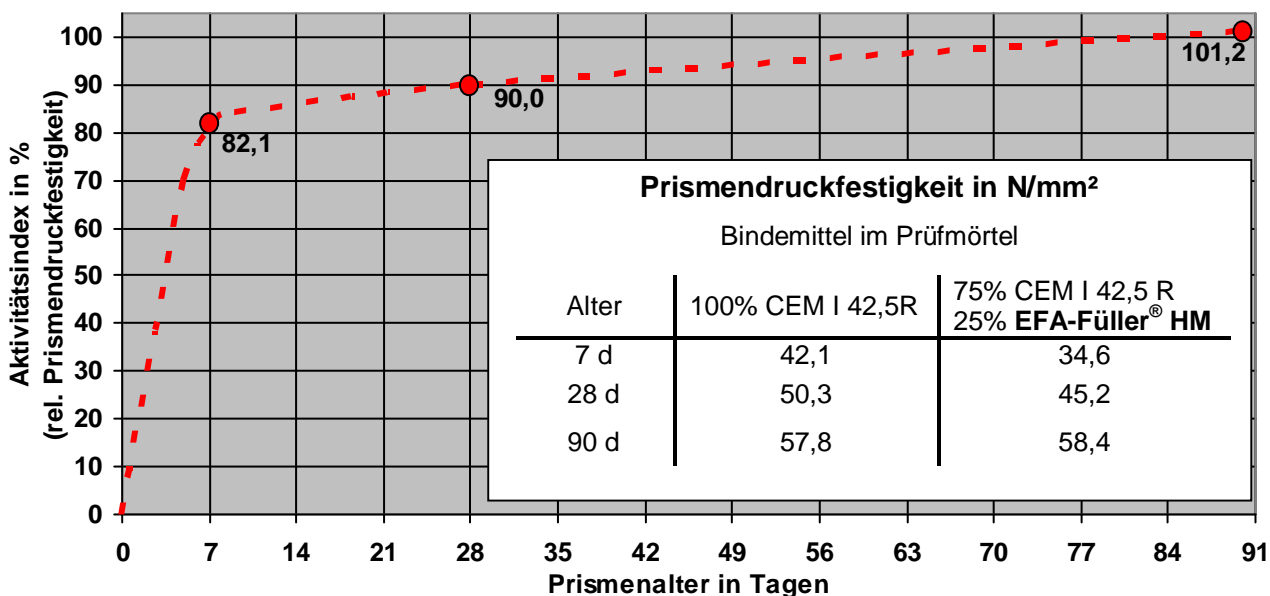 Aktivitätsindex in %
(rel. Prismendruckfestigkeit)
100
90
80
70
60
50
40
30
20
10
0
82,1
90,0
101,2
Prismendruckfestigkeit in N/mm²
Bindemittel im Prüfmörtel
Alter 100% CEM I 42,5R 75% CEM I 42,5 R
25% EFA-Füller® HM
7 d 42,1 34,6
28 d 50,3 45,2
90 d 57,8 58,4
0 7 14 21 28 35 42 49 56 63 70 77 84 91
Prismenalter in Tagen